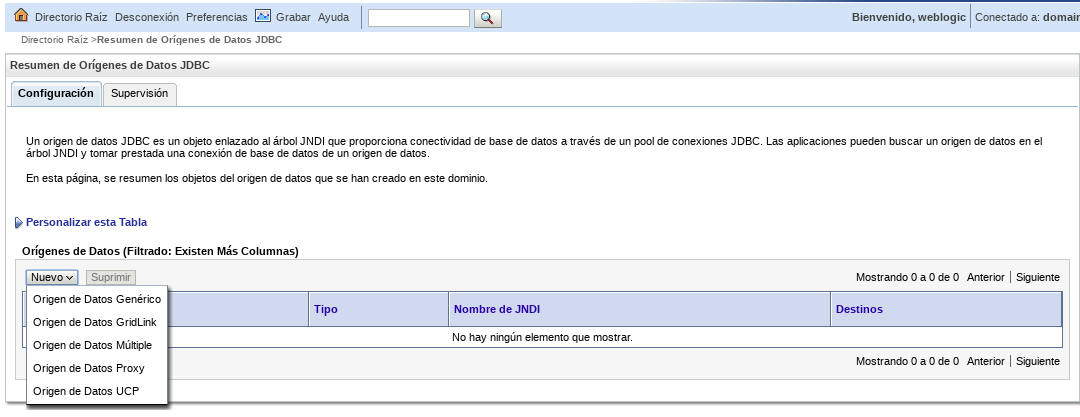 Directorio Raíz Desconexión Preferencias Grabar Ayuda Bienvenido, weblogic Conectado a:
Directorio Raíz >Resumen de Orígenes de Datos JDBC
Resumen de Orígenes de Datos JDBC
Configuración Supervisión
Un origen de datos JDBC es un objeto enlazado al árbol JNDI que proporciona conectividad de base de datos a través de un pool de conexiones JDBC. Las aplicaciones pueden buscar un origen de datos en el
árbol JNDI y tomar prestada una conexión de base de datos de un origen de datos.
En esta página, se resumen los objetos del origen de datos que se han creado en este dominio.
Personalizar esta Tabla
Orígenes de Datos (Filtrado: Existen Más Columnas)
Nuevo Suprimir Mostrando 0 a 0 de 0 Anterior Siguiente
Origen de Datos Genérico
Origen de Datos GridLink
Origen de Datos Múltiple
Origen de Datos Proxy
Origen de Datos UCP
Tipo Nombre de JNDI Destinos
No hay ningún elemento que mostrar.
Mostrando 0 a 0 de 0 Anterior Siguiente